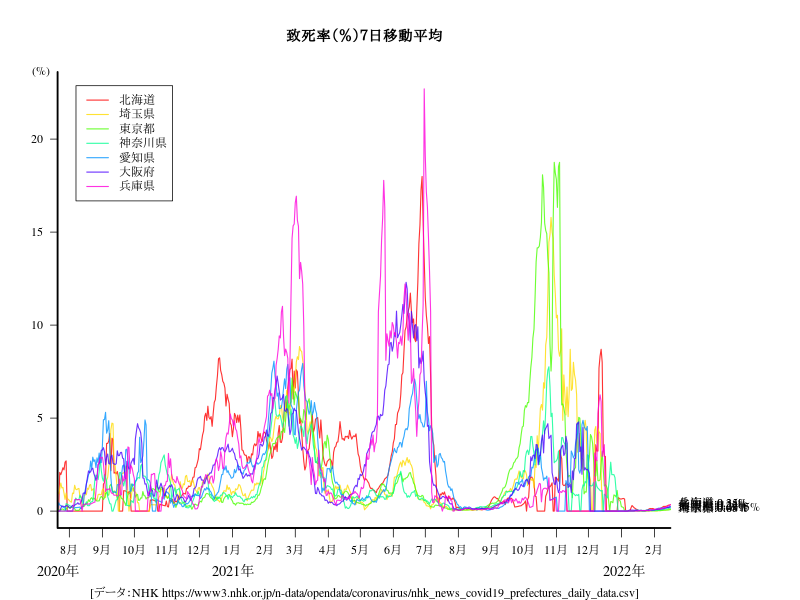 致死率(%)7日移動平均
(%)
20
15
10
5
0
北海道
埼玉県
東京都
神奈川県
愛知県
大阪府
兵庫県
8月 9月 10月 11月 12月 1月 2月 3月 4月 5月 6月 7月 8月 9月 10月 11月 12月 1月 2月
2020年 2021年 2022年
[データ:NHK https://www3.nhk.or.jp/n-data/opendata/coronavirus/nhk_news_covid19_prefectures_daily_data.csv]